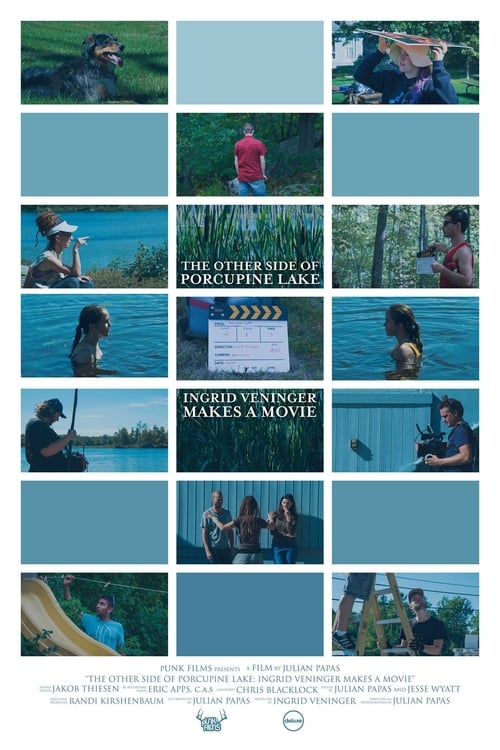 THE OTHER SIDE OF
PORCUPINE LAKE
INGRID VENINGER
MAKES A MOVIE
PUNK FILMS PRESENTS A FILM BY JULIAN PAPAS
"THE OTHER SIDE OF PORCUPINE LAKE: INGRID VENINGER MAKES A MOVIE"
JAKOB THIESEN ERIC APPS, C.A.S CHRIS BLACKLOCK JULIAN PAPAS AND JESSE WYATT
RANDI KIRSHENBAUM JULIAN PAPAS INGRID VENINGER JULIAN PAPAS
PUNK FILMS
deluxe